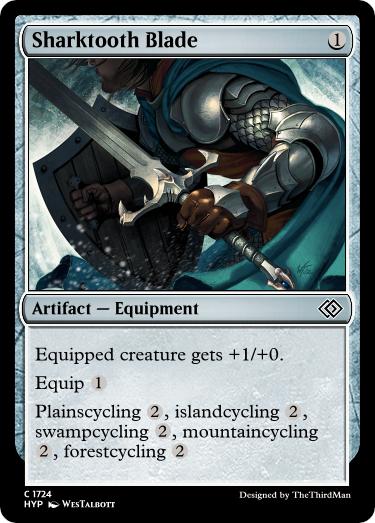 Sharktooth Blade 1
Artifact — Equipment
Equipped creature gets +1/+0.
Equip 1
Plainscycling 2, islandcycling 2,
swampcycling 2, mountaincycling
2, forestcycling 2
C 1724
HYP WesTalbott
Designed by TheThirdMan